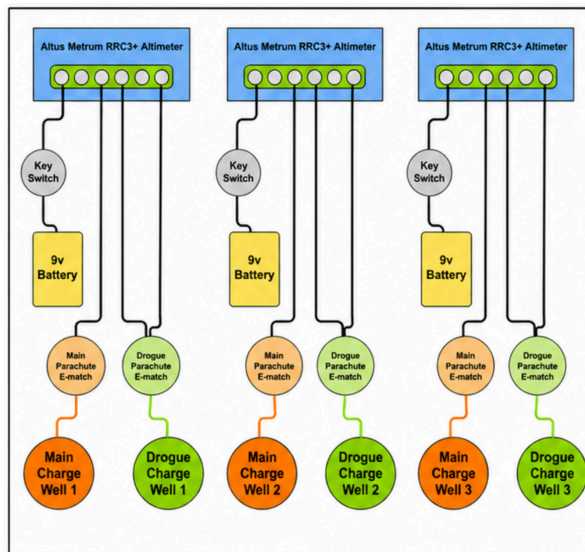 Altus Metrum RRC3+ Altimeter
Altus Metrum RRC3+ Altimeter
Altus Metrum RRC3+ Altimeter
Key
Switch
Key
Switch
Key
Switch
9v
Battery
9v
Battery
9v
Battery
Main
Parachute
E-match
Drogue
Parachute
E-match
Main
Parachute
E-match
Drogue
Parachute
E-match
Main
Parachute
E-match
Drogue
Parachute
E-match
Main
Charge
Well 1
Drogue
Charge
Well 1
Main
Charge
Well 2
Drogue
Charge
Well 2
Main
Charge
Well 3
Drogue
Charge
Well 3